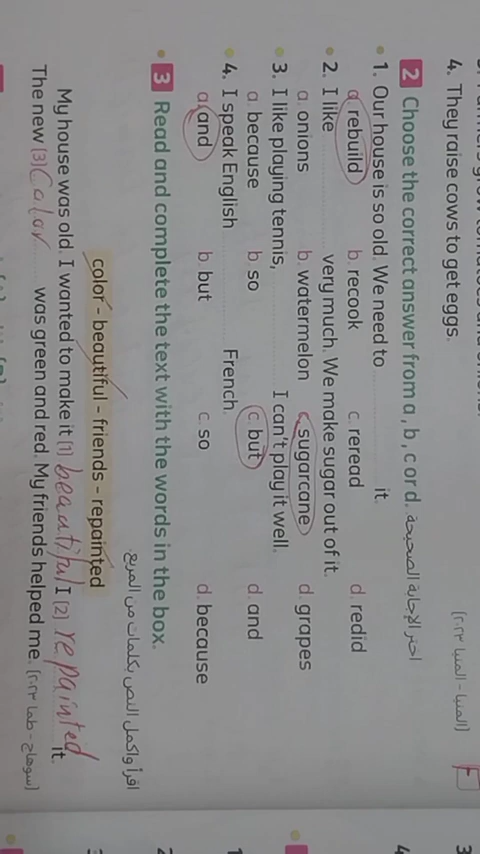 4. They raise cows to get eggs. (المنيا - المنيا ٢٠٢٣) F
2 Choose the correct answer from a, b, c or d. اختر الإجابة الصحيحة
1. Our house is so old. We need to ............ it.
a. rebuild b. recook c. reread d. redid
2. I like ............ very much. We make sugar out of it.
a. onions b. watermelon c. sugarcane d. grapes
3. I like playing tennis, ............ I can't play it well.
a. because b. so c. but d. and
4. I speak English ............ French.
a. and b. but c. so d. because
3 Read and complete the text with the words in the box.
اقرأ وأكمل النص بكلمات من المربع.
color - beautiful - friends - repainted
My house was old. I wanted to make it (1) beautiful I (2) repainted it.
The new (3) Color was green and red. My friends helped me. (سوهاج - طما ٢٠٢٣)